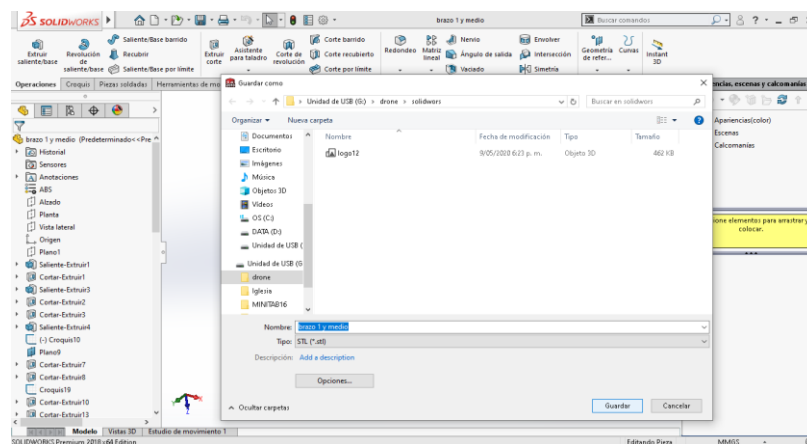 SOLIDWORKS
brazo 1 y medio
Buscar comandos
Extruir saliente/base
Revolución de saliente/base
Saliente/Base barrido
Recubrir
Saliente/Base por límite
Extruir corte
Asistente para taladro
Corte de revolución
Corte barrido
Corte recubierto
Corte por límite
Redondeo
Matriz lineal
Nervio
Ángulo de salida
Vaciado
Envolver
Intersección
Simetría
Geometría de refer...
Curvas
Instant 3D
Operaciones
Croquis
Piezas soldadas
Herramientas de mo
ncias, escenas y calcomanías
brazo 1 y medio (Predeterminado<<Pre
Historial
Sensores
Anotaciones
ABS
Alzado
Planta
Vista lateral
Origen
Plano1
Saliente-Extruir1
Cortar-Extruir1
Saliente-Extruir3
Cortar-Extruir2
Cortar-Extruir3
Saliente-Extruir4
(-) Croquis10
Plano9
Cortar-Extruir7
Cortar-Extruir8
Croquis19
Cortar-Extruir10
Cortar-Extruir13
Guardar como
Unidad de USB (G:) > drone > solidwors
Buscar en solidwors
Organizar
Nueva carpeta
Documentos
Escritorio
Imágenes
Música
Objetos 3D
Videos
OS (C:)
DATA (D:)
Unidad de USB (
Unidad de USB (G
drone
Iglesia
MINITAB16
Nombre
Fecha de modificación
Tipo
Tamaño
logo12
9/05/2020 6:23 p. m.
Objeto 3D
462 KB
Nombre: brazo 1 y medio
Tipo: STL (*.stl)
Descripción: Add a description
Opciones...
Ocultar carpetas
Guardar
Cancelar
Apariencias(color)
Escenas
Calcomanías
ione elementos para arrastrar y
colocar.
Modelo
Vistas 3D
Estudio de movimiento 1
SOLIDWORKS Premium 2018 x64 Edition
Editando Pieza
MMGS